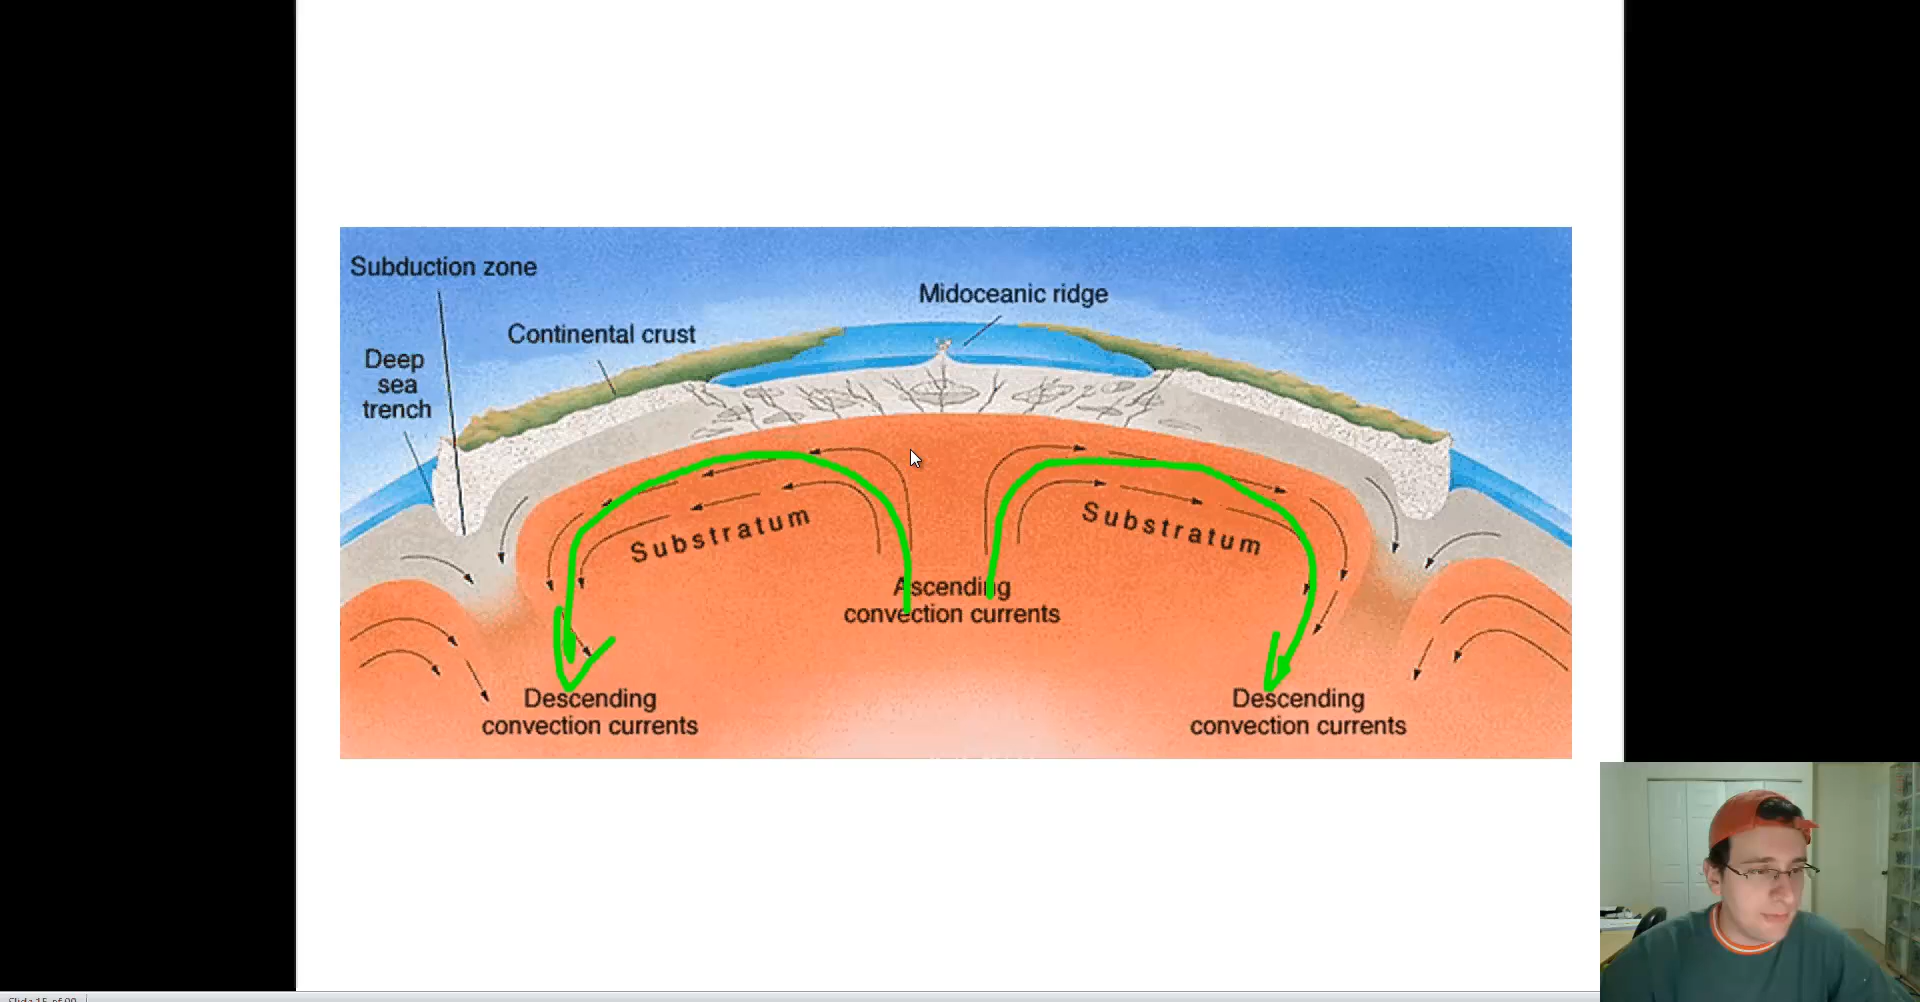 Subduction zone
Midoceanic ridge
Continental crust
Deep
sea
trench
Substratum
Substratum
Ascending
convection currents
Descending
convection currents
Descending
convection currents